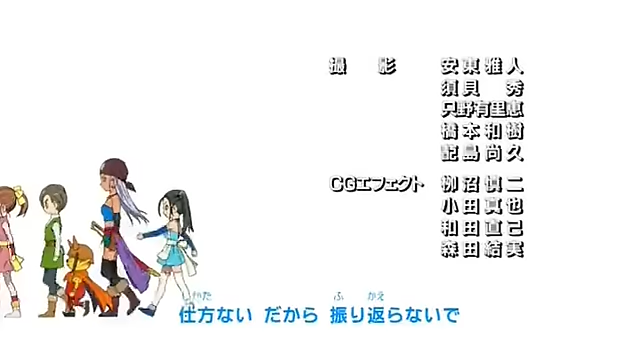 撮影 安東雅人
須貝秀
只野有里恵
橋本和樹
配島尚久
CGエフェクト 柳沼慎二
小田真也
和田直己
森田結実
しかた ふ かえ
仕方ない だから 振り返らないで